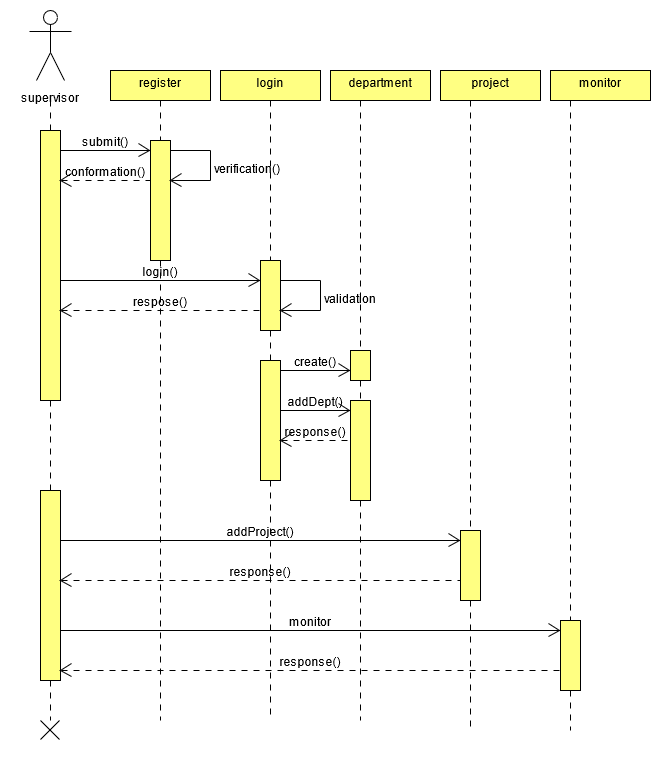 supervisor
register
login
department
project
monitor
submit()
verification()
conformation()
login()
validation
respose()
create()
addDept()
response()
addProject()
response()
monitor
response()